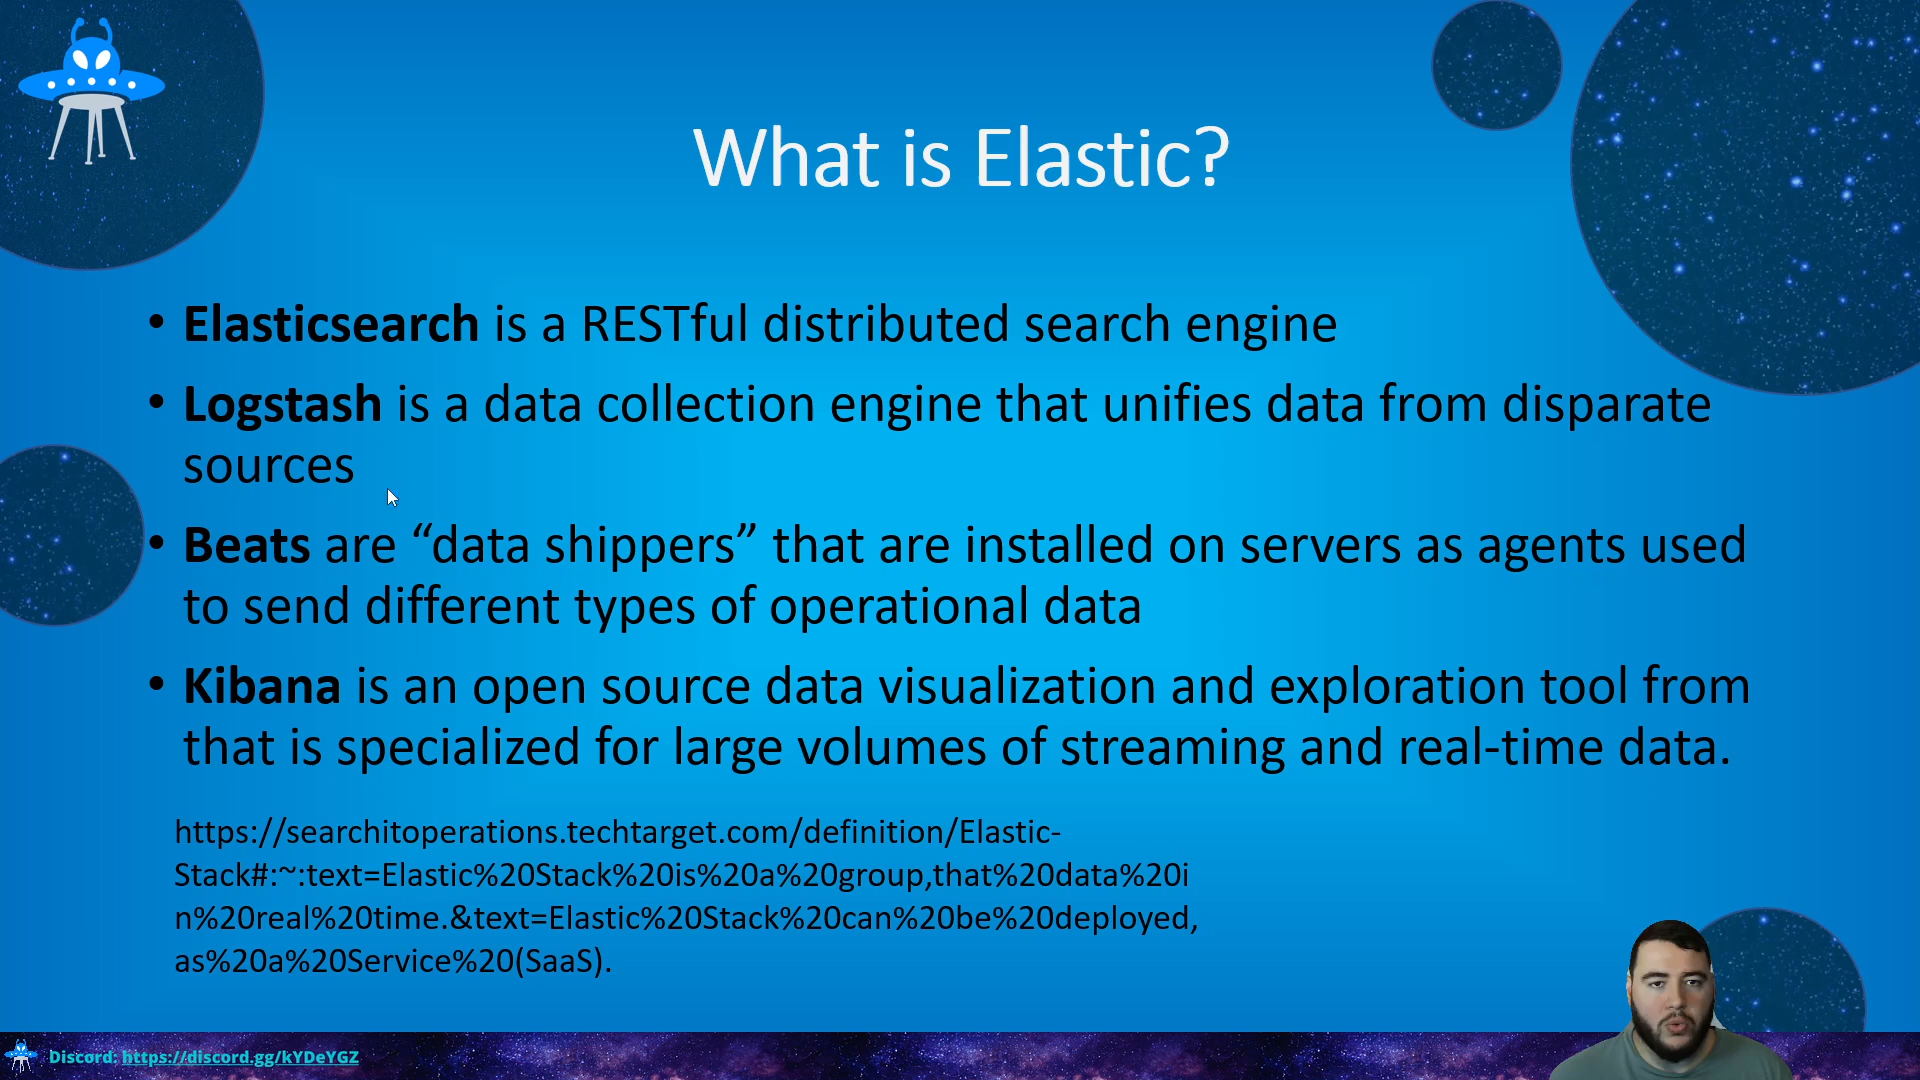 What is Elastic?
• Elasticsearch is a RESTful distributed search engine
• Logstash is a data collection engine that unifies data from disparate
sources
• Beats are “data shippers” that are installed on servers as agents used
to send different types of operational data
• Kibana is an open source data visualization and exploration tool from
that is specialized for large volumes of streaming and real-time data.
https://searchitoperations.techtarget.com/definition/Elastic-
Stack#:~:text=Elastic%20Stack%20is%20a%20group,that%20data%20i
n%20real%20time.&text=Elastic%20Stack%20can%20be%20deployed,
as%20a%20Service%20(SaaS).
Discord: https://discord.gg/kYDeYGZ